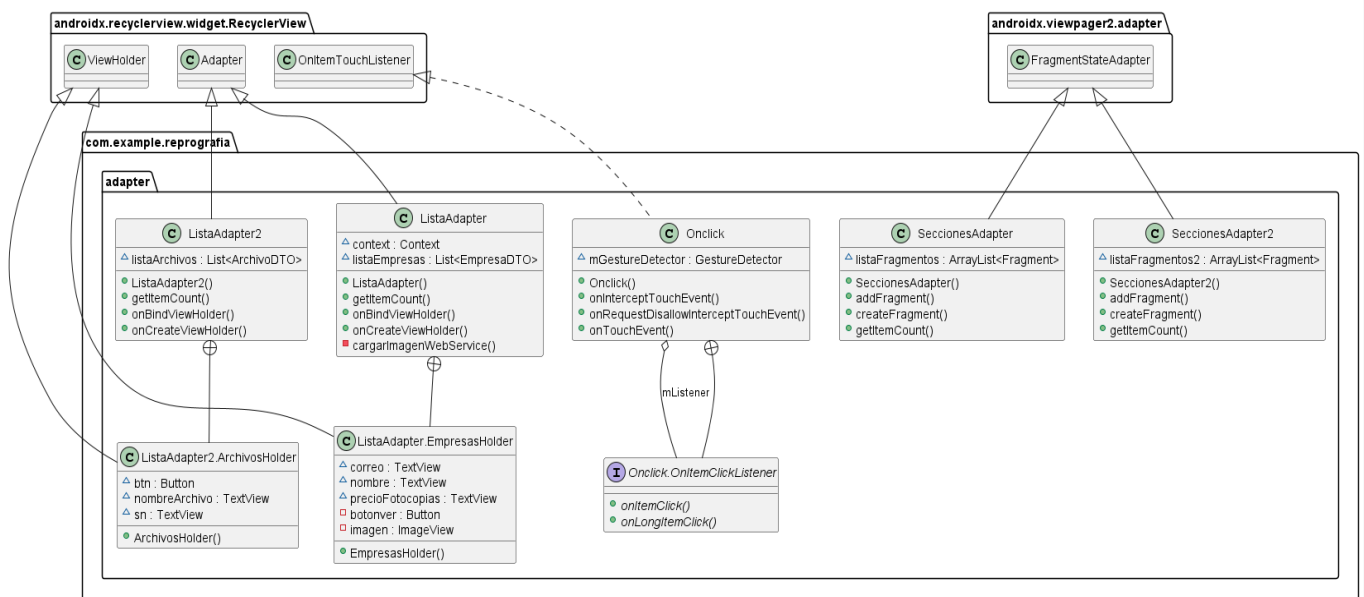 androidx.recyclerview.widget.RecyclerView
C ViewHolder
C Adapter
C OnItemTouchListener
androidx.viewpager2.adapter
C FragmentStateAdapter
com.example.reprografia
adapter
C ListaAdapter2
listaArchivos : List<ArchivoDTO>
ListaAdapter2()
getItemCount()
onBindViewHolder()
onCreateViewHolder()
C ListaAdapter
context : Context
listaEmpresas : List<EmpresaDTO>
ListaAdapter()
getItemCount()
onBindViewHolder()
onCreateViewHolder()
cargarImagenWebService()
C Onclick
mGestureDetector : GestureDetector
Onclick()
onInterceptTouchEvent()
onRequestDisallowInterceptTouchEvent()
onTouchEvent()
C SeccionesAdapter
listaFragmentos : ArrayList<Fragment>
SeccionesAdapter()
addFragment()
createFragment()
getItemCount()
C SeccionesAdapter2
listaFragmentos2 : ArrayList<Fragment>
SeccionesAdapter2()
addFragment()
createFragment()
getItemCount()
mListener
C ListaAdapter2.ArchivosHolder
btn : Button
nombreArchivo : TextView
sn : TextView
ArchivosHolder()
C ListaAdapter.EmpresasHolder
correo : TextView
nombre : TextView
precioFotocopias : TextView
botonver : Button
imagen : ImageView
EmpresasHolder()
I Onclick.OnItemClickListener
onItemClick()
onLongItemClick()